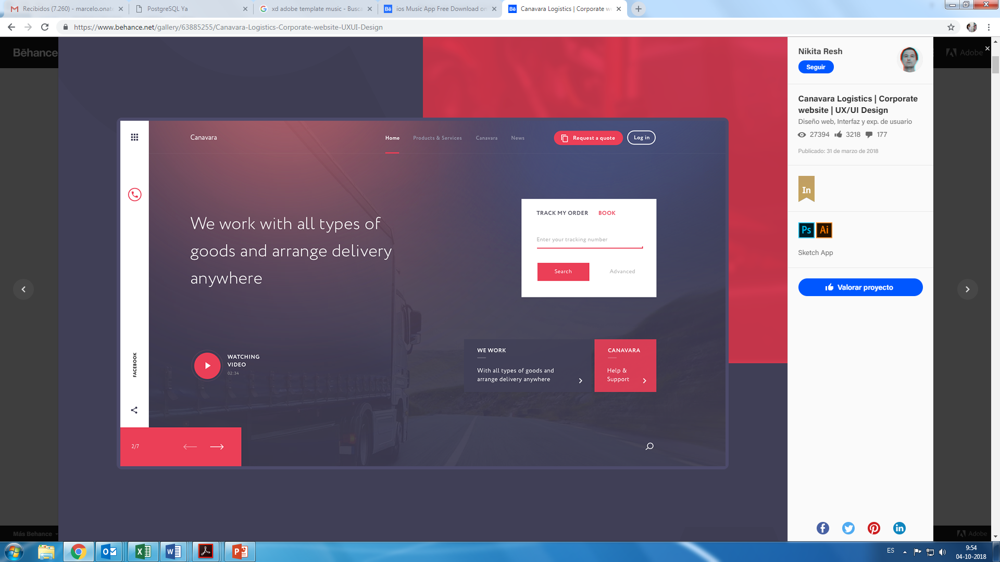 Recibidos (7.260) - marcelo.onate
PostgreSQL Ya
xd adobe template music - Busca
ios Music App Free Download on
Canavara Logistics | Corporate w
https://www.behance.net/gallery/63885255/Canavara-Logistics-Corporate-website-UXUI-Design
Bēhance
Adobe
Canavara
Home
Products & Services
Canavara
News
Request a quote
Log in
We work with all types of
goods and arrange delivery
anywhere
TRACK MY ORDER
BOOK
Enter your tracking number
Search
Advanced
WATCHING
VIDEO
02:34
FACEBOOK
WE WORK
With all types of goods and
arrange delivery anywhere
CANAVARA
Help &
Support
2/7
Nikita Resh
Seguir
Canavara Logistics | Corporate
website | UX/UI Design
Diseño web, Interfaz y exp. de usuario
27394
3218
177
Publicado: 31 de marzo de 2018
In
Ps
Ai
Sketch App
Valorar proyecto
Más Behance
Adobe
ES
9:54
04-10-2018